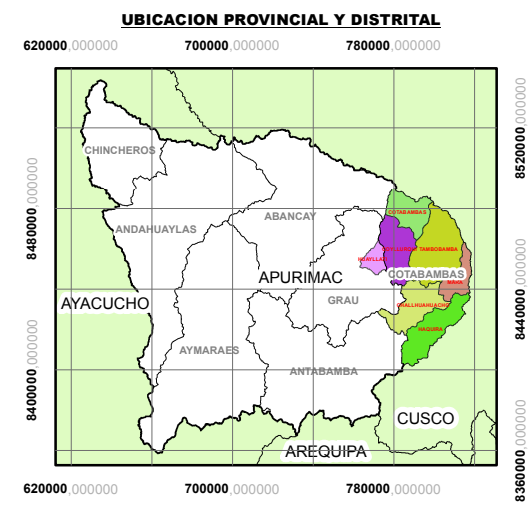 UBICACION PROVINCIAL Y DISTRITAL
620000,000000 700000,000000 780000,000000
8520000,000000
CHINCHEROS
8480000,000000
COTABAMBAS
ABANCAY
ANDAHUAYLAS
TAMBOBAMBA
APURIMAC
COTABAMBAS
MARA
8440000,000000
AYACUCHO
GRAU
CHALLHUAHUACHO
HAQUIRA
AYMARAES
ANTABAMBA
8400000,000000
CUSCO
AREQUIPA
8360000,000000
620000,000000 700000,000000 780000,000000